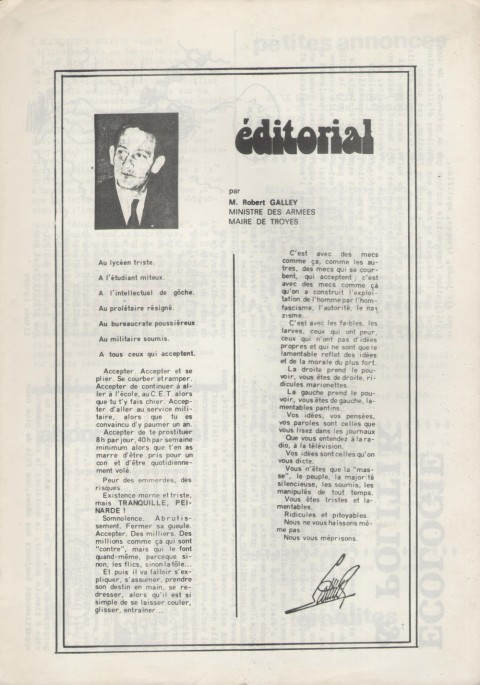 petites annonces
éditorial
par
M. Robert GALLEY
MINISTRE DES ARMEES
MAIRE DE TROYES
Au lycéen triste.
A l'étudiant miteux.
A l'intellectuel de gôche.
Au prolétaire résigné.
Au bureaucrate poussiéreux.
Au militaire soumis.
A tous ceux qui acceptent.
Accepter. Accepter et se
plier. Se courber et ramper.
Accepter de continuer à al-
ler à l'école, au C.E.T. alors
que tu t'y fais chier. Accep-
ter d'aller au service mili-
taire, alors que tu es
convaincu d'y paumer un an.
Accepter de te prostituer
8h par jour, 40h par semaine
minimum alors que t'en as
marre d'être pris pour un
con et d'être quotidienne-
ment volé.
Peur des emmerdes, des
risques.
Existence morne et triste,
mais TRANQUILLE, PEI-
NARDE !
Somnolence. Abrutis-
sement. Fermer sa gueule.
Accepter. Des milliers. Des
millions comme ça qui sont
"contre", mais qui le font
quand-même, parceque si-
non, les flics, sinon la tôle...
Et puis il va falloir s'ex-
pliquer, s'assumer, prendre
son destin en main, se re-
dresser, alors qu'il est si
simple de se laisser couler,
glisser, entraîner...
C'est avec des mecs
comme ça, comme les au-
tres, des mecs qui se cour-
bent, qui acceptent ; c'est
avec des mecs comme ça
qu'on a construit l'exploi-
tation de l'homme par l'hom-
fascisme, l'autorité, le na-
zisme...
C'est avec les faibles, les
larves, ceux qui ont peur,
ceux qui n'ont pas d'idées
propres et qui ne sont que le
lamentable reflet des idées
et de la morale du plus fort.
La droite prend le pou-
voir, vous êtes de droite, ri-
dicules marionettes.
La gauche prend le pou-
voir, vous êtes de gauche, la-
mentables pantins.
Vos idées, vos pensées,
vos paroles sont celles que
vous lisez dans les journaux
Que vous entendez à la ra-
dio, à la télévision.
Vos idées sont celles qu'on
vous dicte.
Vous n'êtes que la "mas-
se", le peuple, la majorité
silencieuse, les soumis, les
manipulés de tout temps.
Vous êtes tristes et la-
mentables.
Ridicules et pitoyables.
Nous ne vous haissons mê-
me pas.
Nous vous méprisons.